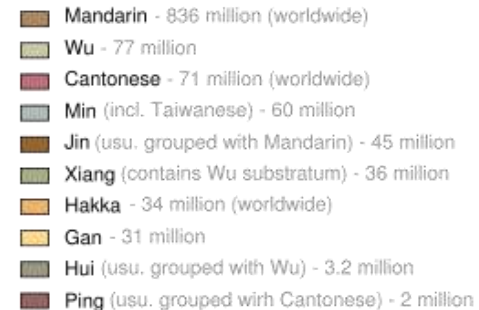 Mandarin - 836 million (worldwide)
Wu - 77 million
Cantonese - 71 million (worldwide)
Min (incl. Taiwanese) - 60 million
Jin (usu. grouped with Mandarin) - 45 million
Xiang (contains Wu substratum) - 36 million
Hakka - 34 million (worldwide)
Gan - 31 million
Hui (usu. grouped with Wu) - 3.2 million
Ping (usu. grouped wirh Cantonese) - 2 million